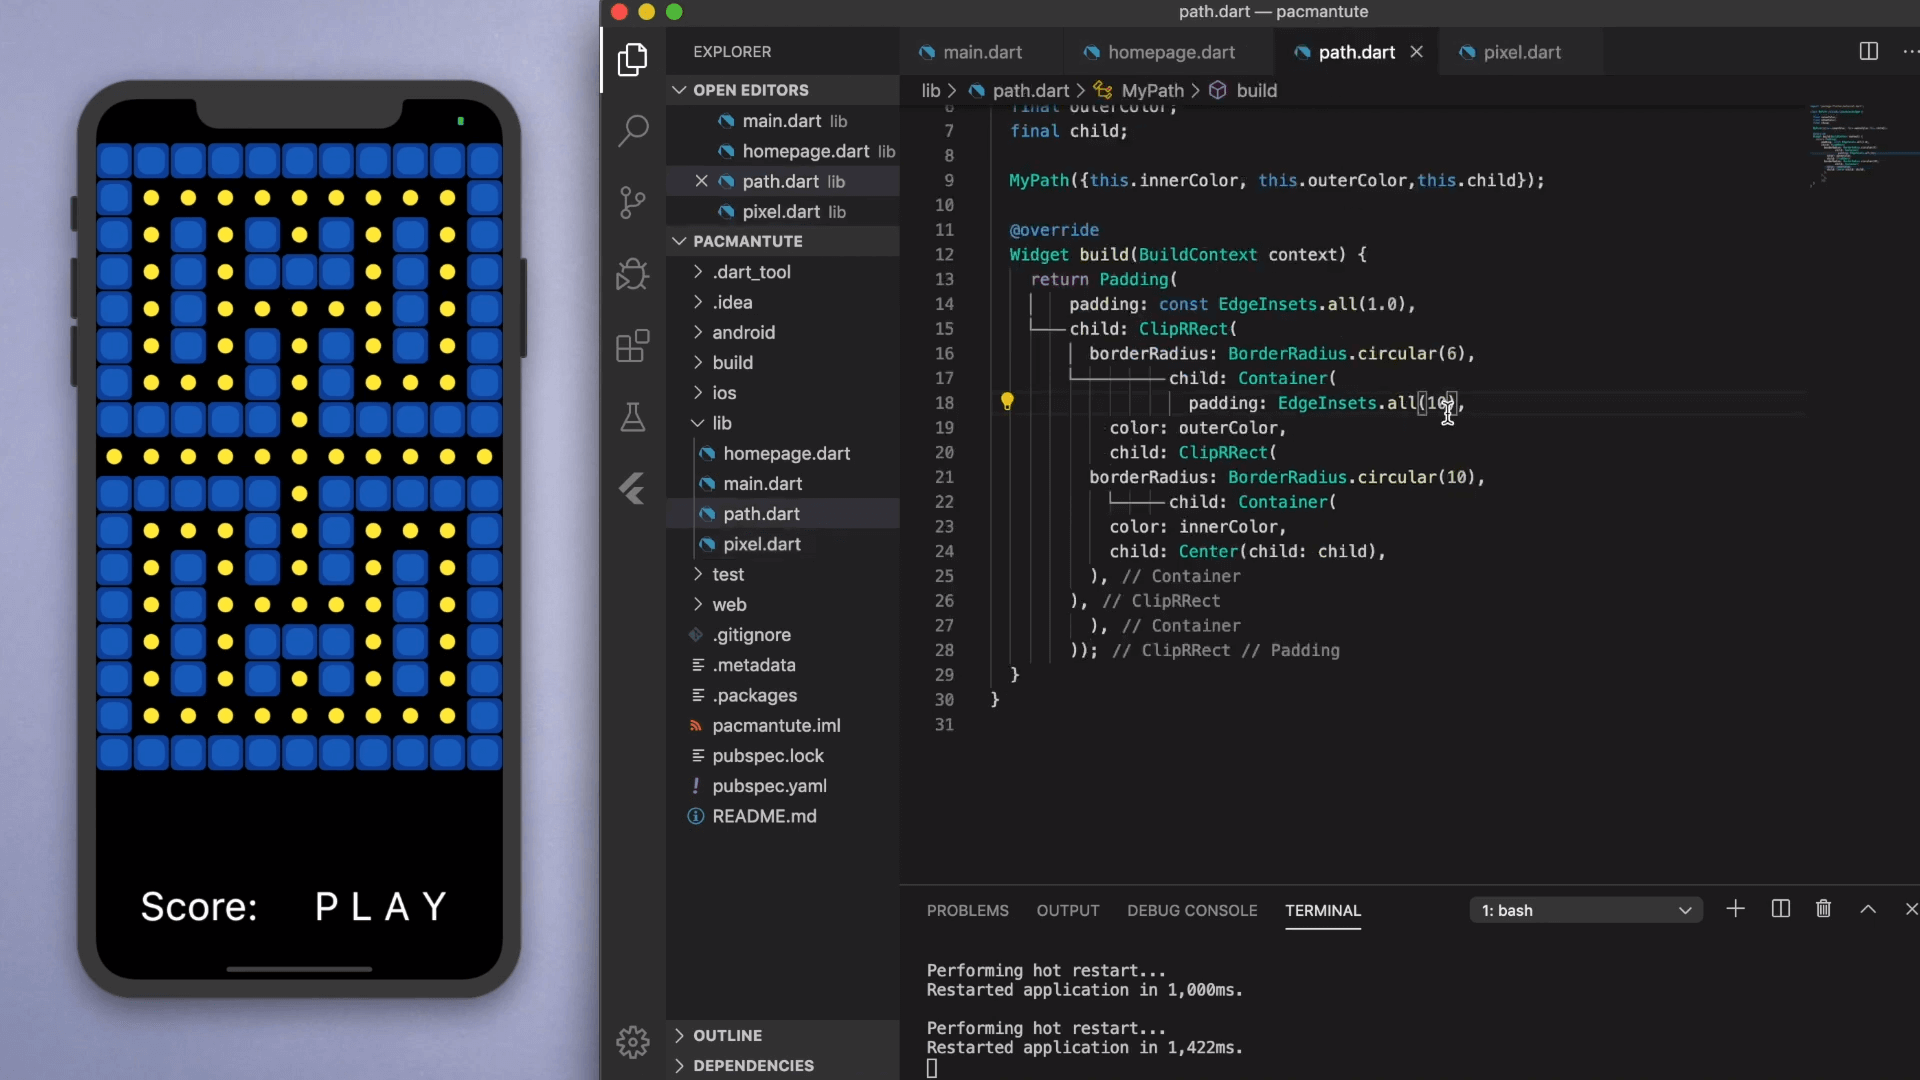 Score:
P L A Y
path.dart — pacmantute
EXPLORER
OPEN EDITORS
main.dart lib
homepage.dart lib
path.dart lib
pixel.dart lib
PACMANTUTE
.dart_tool
.idea
android
build
ios
lib
homepage.dart
main.dart
path.dart
pixel.dart
test
web
.gitignore
.metadata
.packages
pacmantute.iml
pubspec.lock
pubspec.yaml
README.md
OUTLINE
DEPENDENCIES
main.dart
homepage.dart
path.dart
pixel.dart
lib > path.dart > MyPath > build
6 final outerColor;
7 final child;
8
9 MyPath({this.innerColor, this.outerColor,this.child});
10
11 @override
12 Widget build(BuildContext context) {
13 return Padding(
14 padding: const EdgeInsets.all(1.0),
15 child: ClipRRect(
16 borderRadius: BorderRadius.circular(6),
17 child: Container(
18 padding: EdgeInsets.all(10),
19 color: outerColor,
20 child: ClipRRect(
21 borderRadius: BorderRadius.circular(10),
22 child: Container(
23 color: innerColor,
24 child: Center(child: child),
25 ), // Container
26 ), // ClipRRect
27 ), // Container
28 )); // ClipRRect // Padding
29 }
30 }
31
PROBLEMS
OUTPUT
DEBUG CONSOLE
TERMINAL
1: bash
Performing hot restart...
Restarted application in 1,000ms.
Performing hot restart...
Restarted application in 1,422ms.